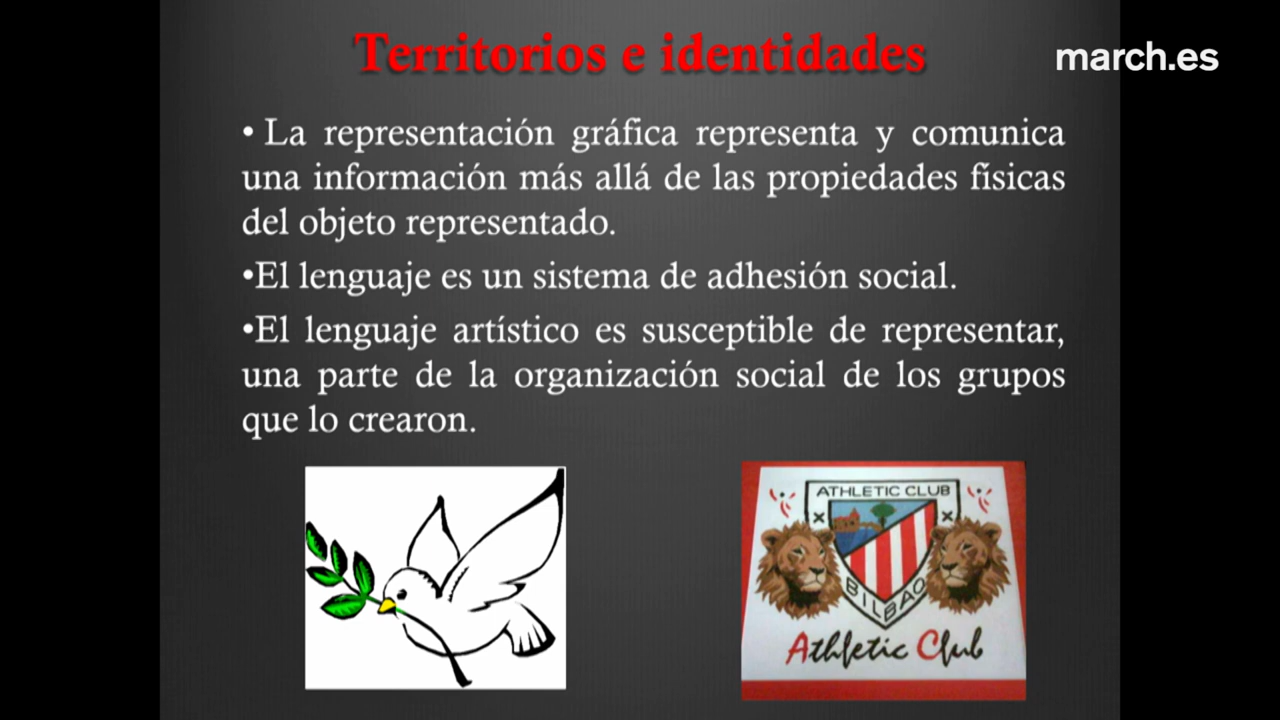 Territorios e identidades
march.es
• La representación gráfica representa y comunica
una información más allá de las propiedades físicas
del objeto representado.
•El lenguaje es un sistema de adhesión social.
•El lenguaje artístico es susceptible de representar,
una parte de la organización social de los grupos
que lo crearon.
ATHLETIC CLUB
BILBAO
Athletic Club